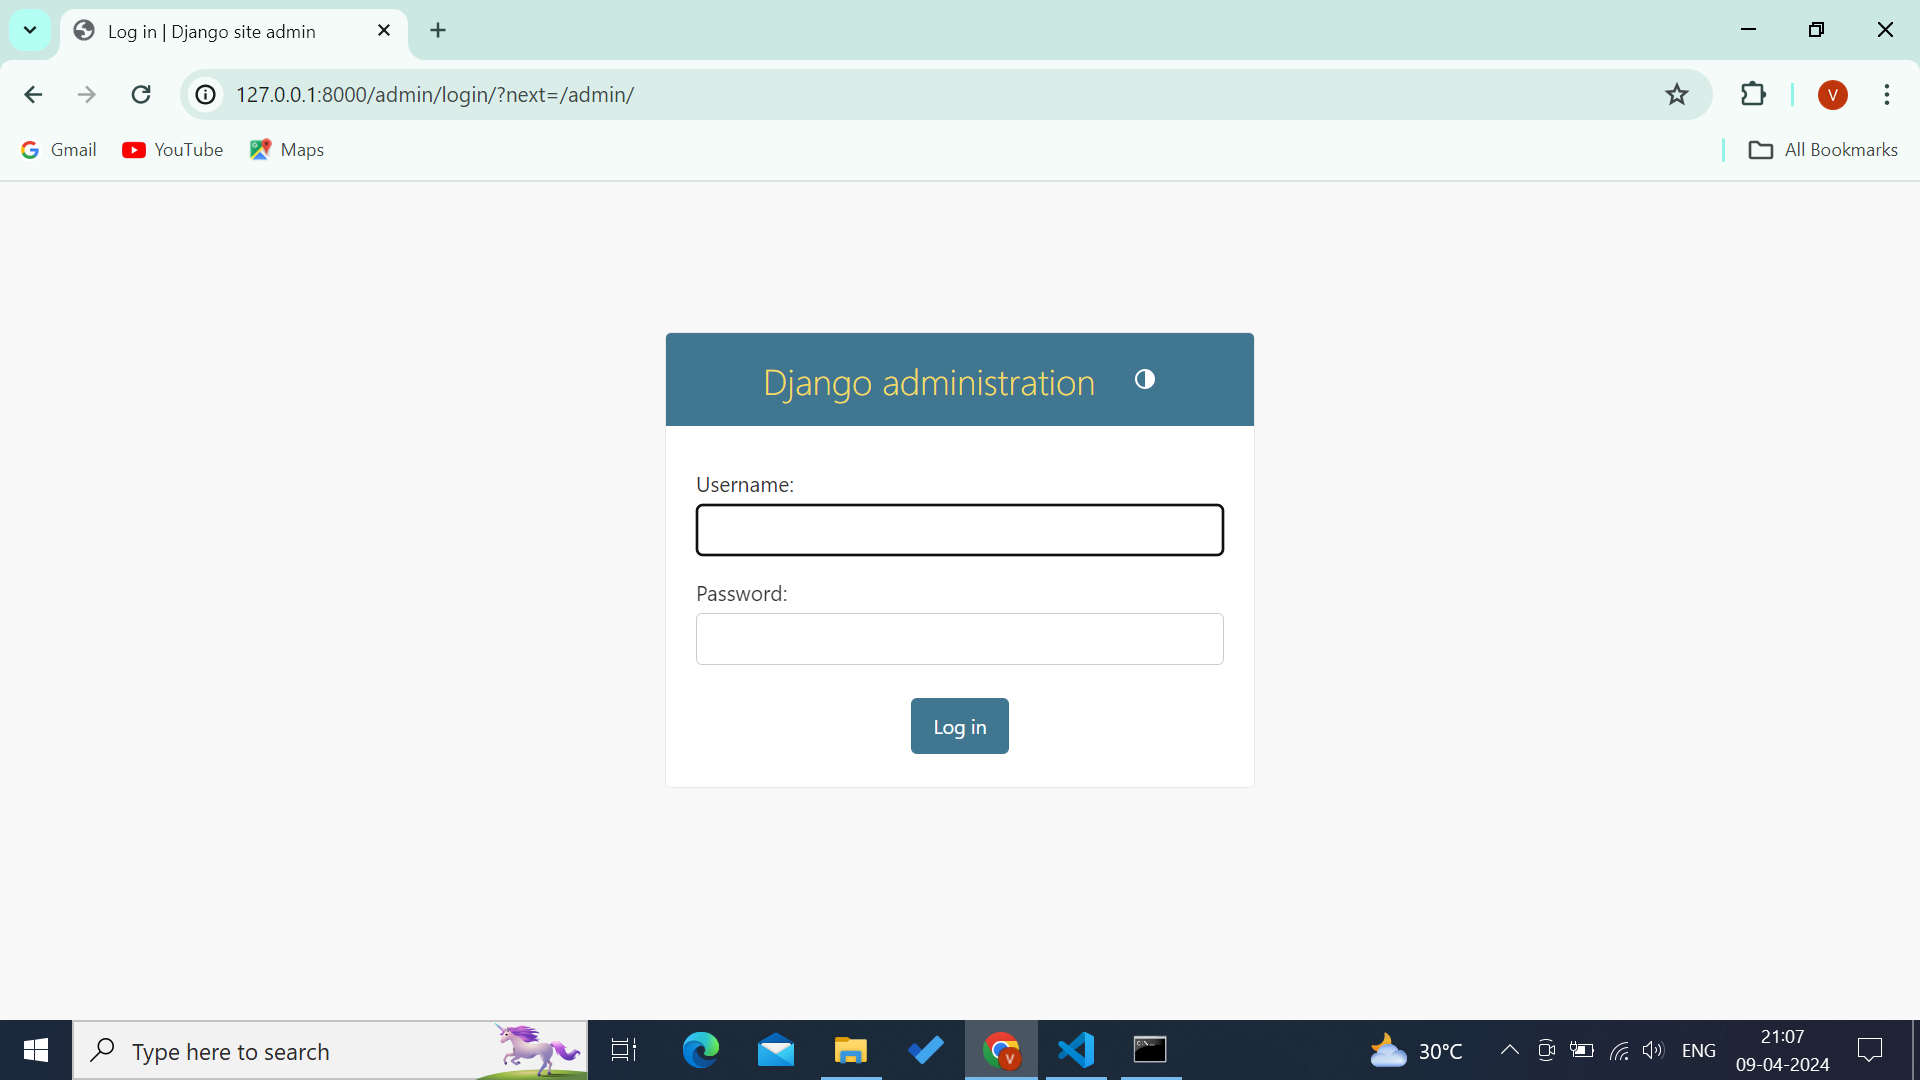 Log in | Django site admin
127.0.0.1:8000/admin/login/?next=/admin/
V
Gmail
YouTube
Maps
All Bookmarks
Django administration
Username:
Password:
Log in
Type here to search
V
30°C
ENG
21:07
09-04-2024